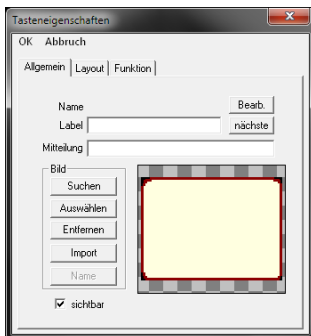 Tasteneigenschaften
OK Abbruch
Allgemein Layout Funktion
Name Bearb.
Label nächste
Mitteilung
Bild
Suchen
Auswählen
Entfernen
Import
Name
sichtbar